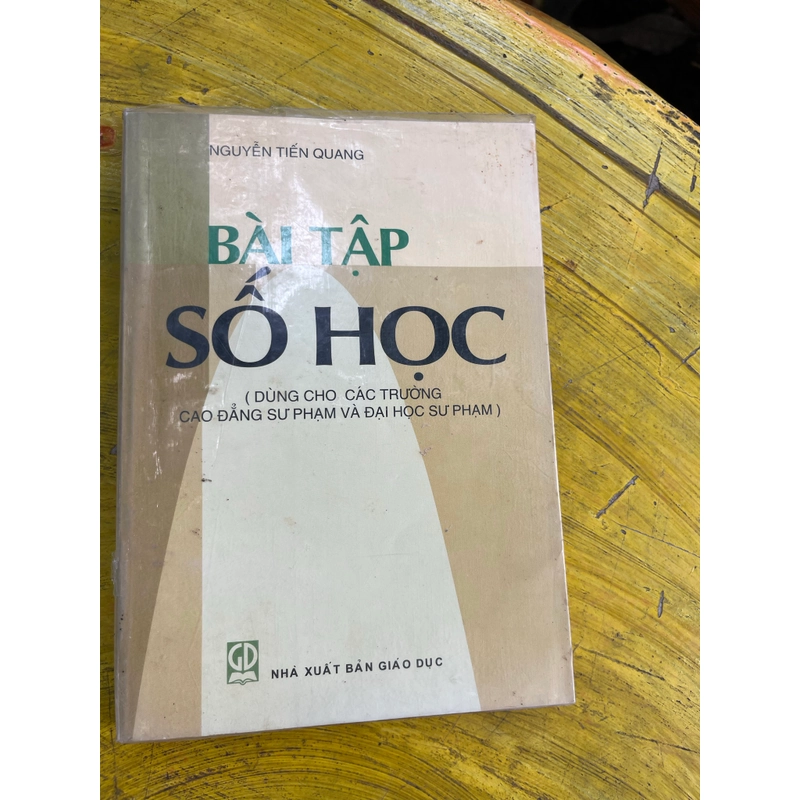 NGUYỄN TIẾN QUANG
BÀI TẬP
SỐ HỌC
( DÙNG CHO CÁC TRƯỜNG
CAO ĐẲNG SƯ PHẠM VÀ ĐẠI HỌC SƯ PHẠM )
GD
NHÀ XUẤT BẢN GIÁO DỤC